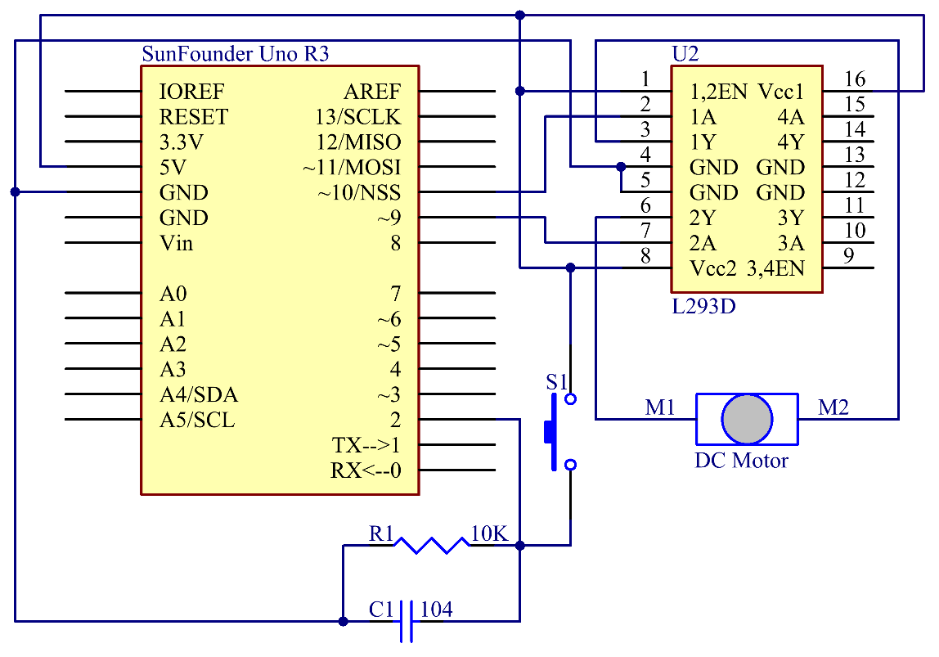 SunFounder Uno R3
IOREF AREF
RESET 13/SCLK
3.3V 12/MISO
5V ~11/MOSI
GND ~10/NSS
GND ~9
Vin 8
A0 7
A1 ~6
A2 ~5
A3 4
A4/SDA ~3
A5/SCL 2
TX-->1
RX<--0
U2
1 1,2EN Vcc1 16
2 1A 4A 15
3 1Y 4Y 14
4 GND GND 13
5 GND GND 12
6 2Y 3Y 11
7 2A 3A 10
8 Vcc2 3,4EN 9
L293D
S1
M1 M2
DC Motor
R1 10K
C1 104